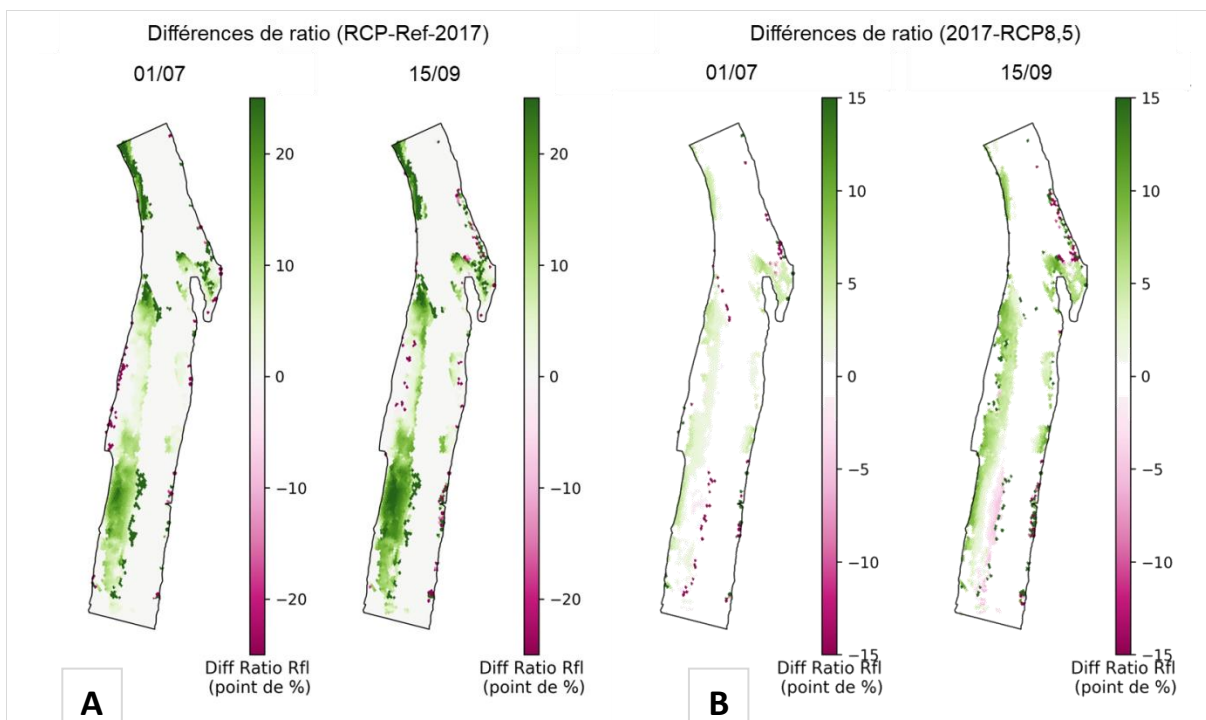 Différences de ratio (RCP-Ref-2017)
01/07
15/09
20
10
0
−10
−20
Diff Ratio Rfl
(point de %)
20
10
0
−10
−20
Diff Ratio Rfl
(point de %)
A
Différences de ratio (2017-RCP8,5)
01/07
15/09
15
10
5
0
−5
−10
−15
Diff Ratio Rfl
(point de %)
15
10
5
0
−5
−10
−15
Diff Ratio Rfl
(point de %)
B